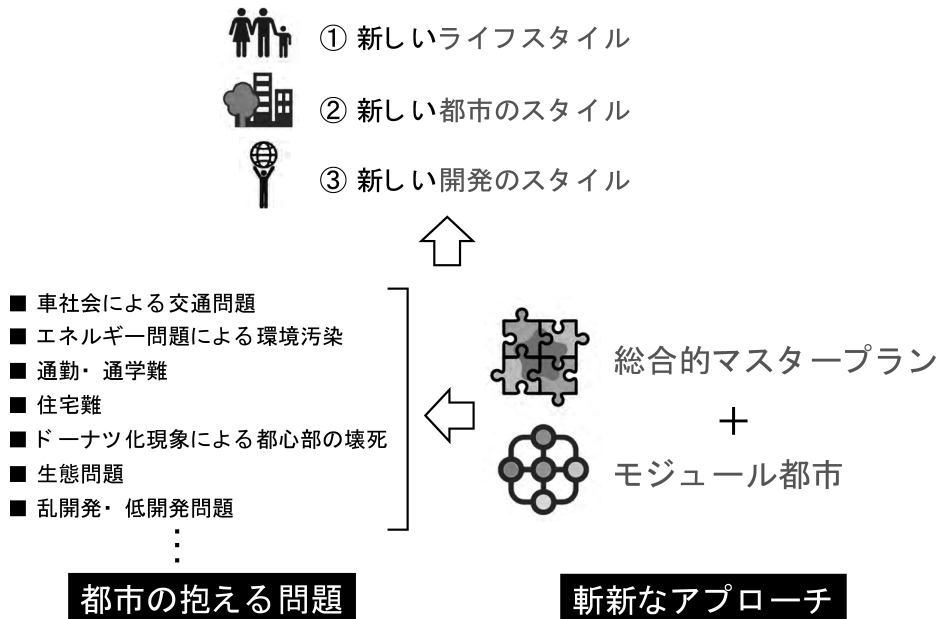 ① 新しいライフスタイル
② 新しい都市のスタイル
③ 新しい開発のスタイル
■ 車社会による交通問題
■ エネルギー問題による環境汚染
■ 通勤・通学難
■ 住宅難
■ ドーナツ化現象による都心部の壊死
■ 生態問題
■ 乱開発・低開発問題
⋮
都市の抱える問題
総合的マスタープラン
＋
モジュール都市
斬新なアプローチ